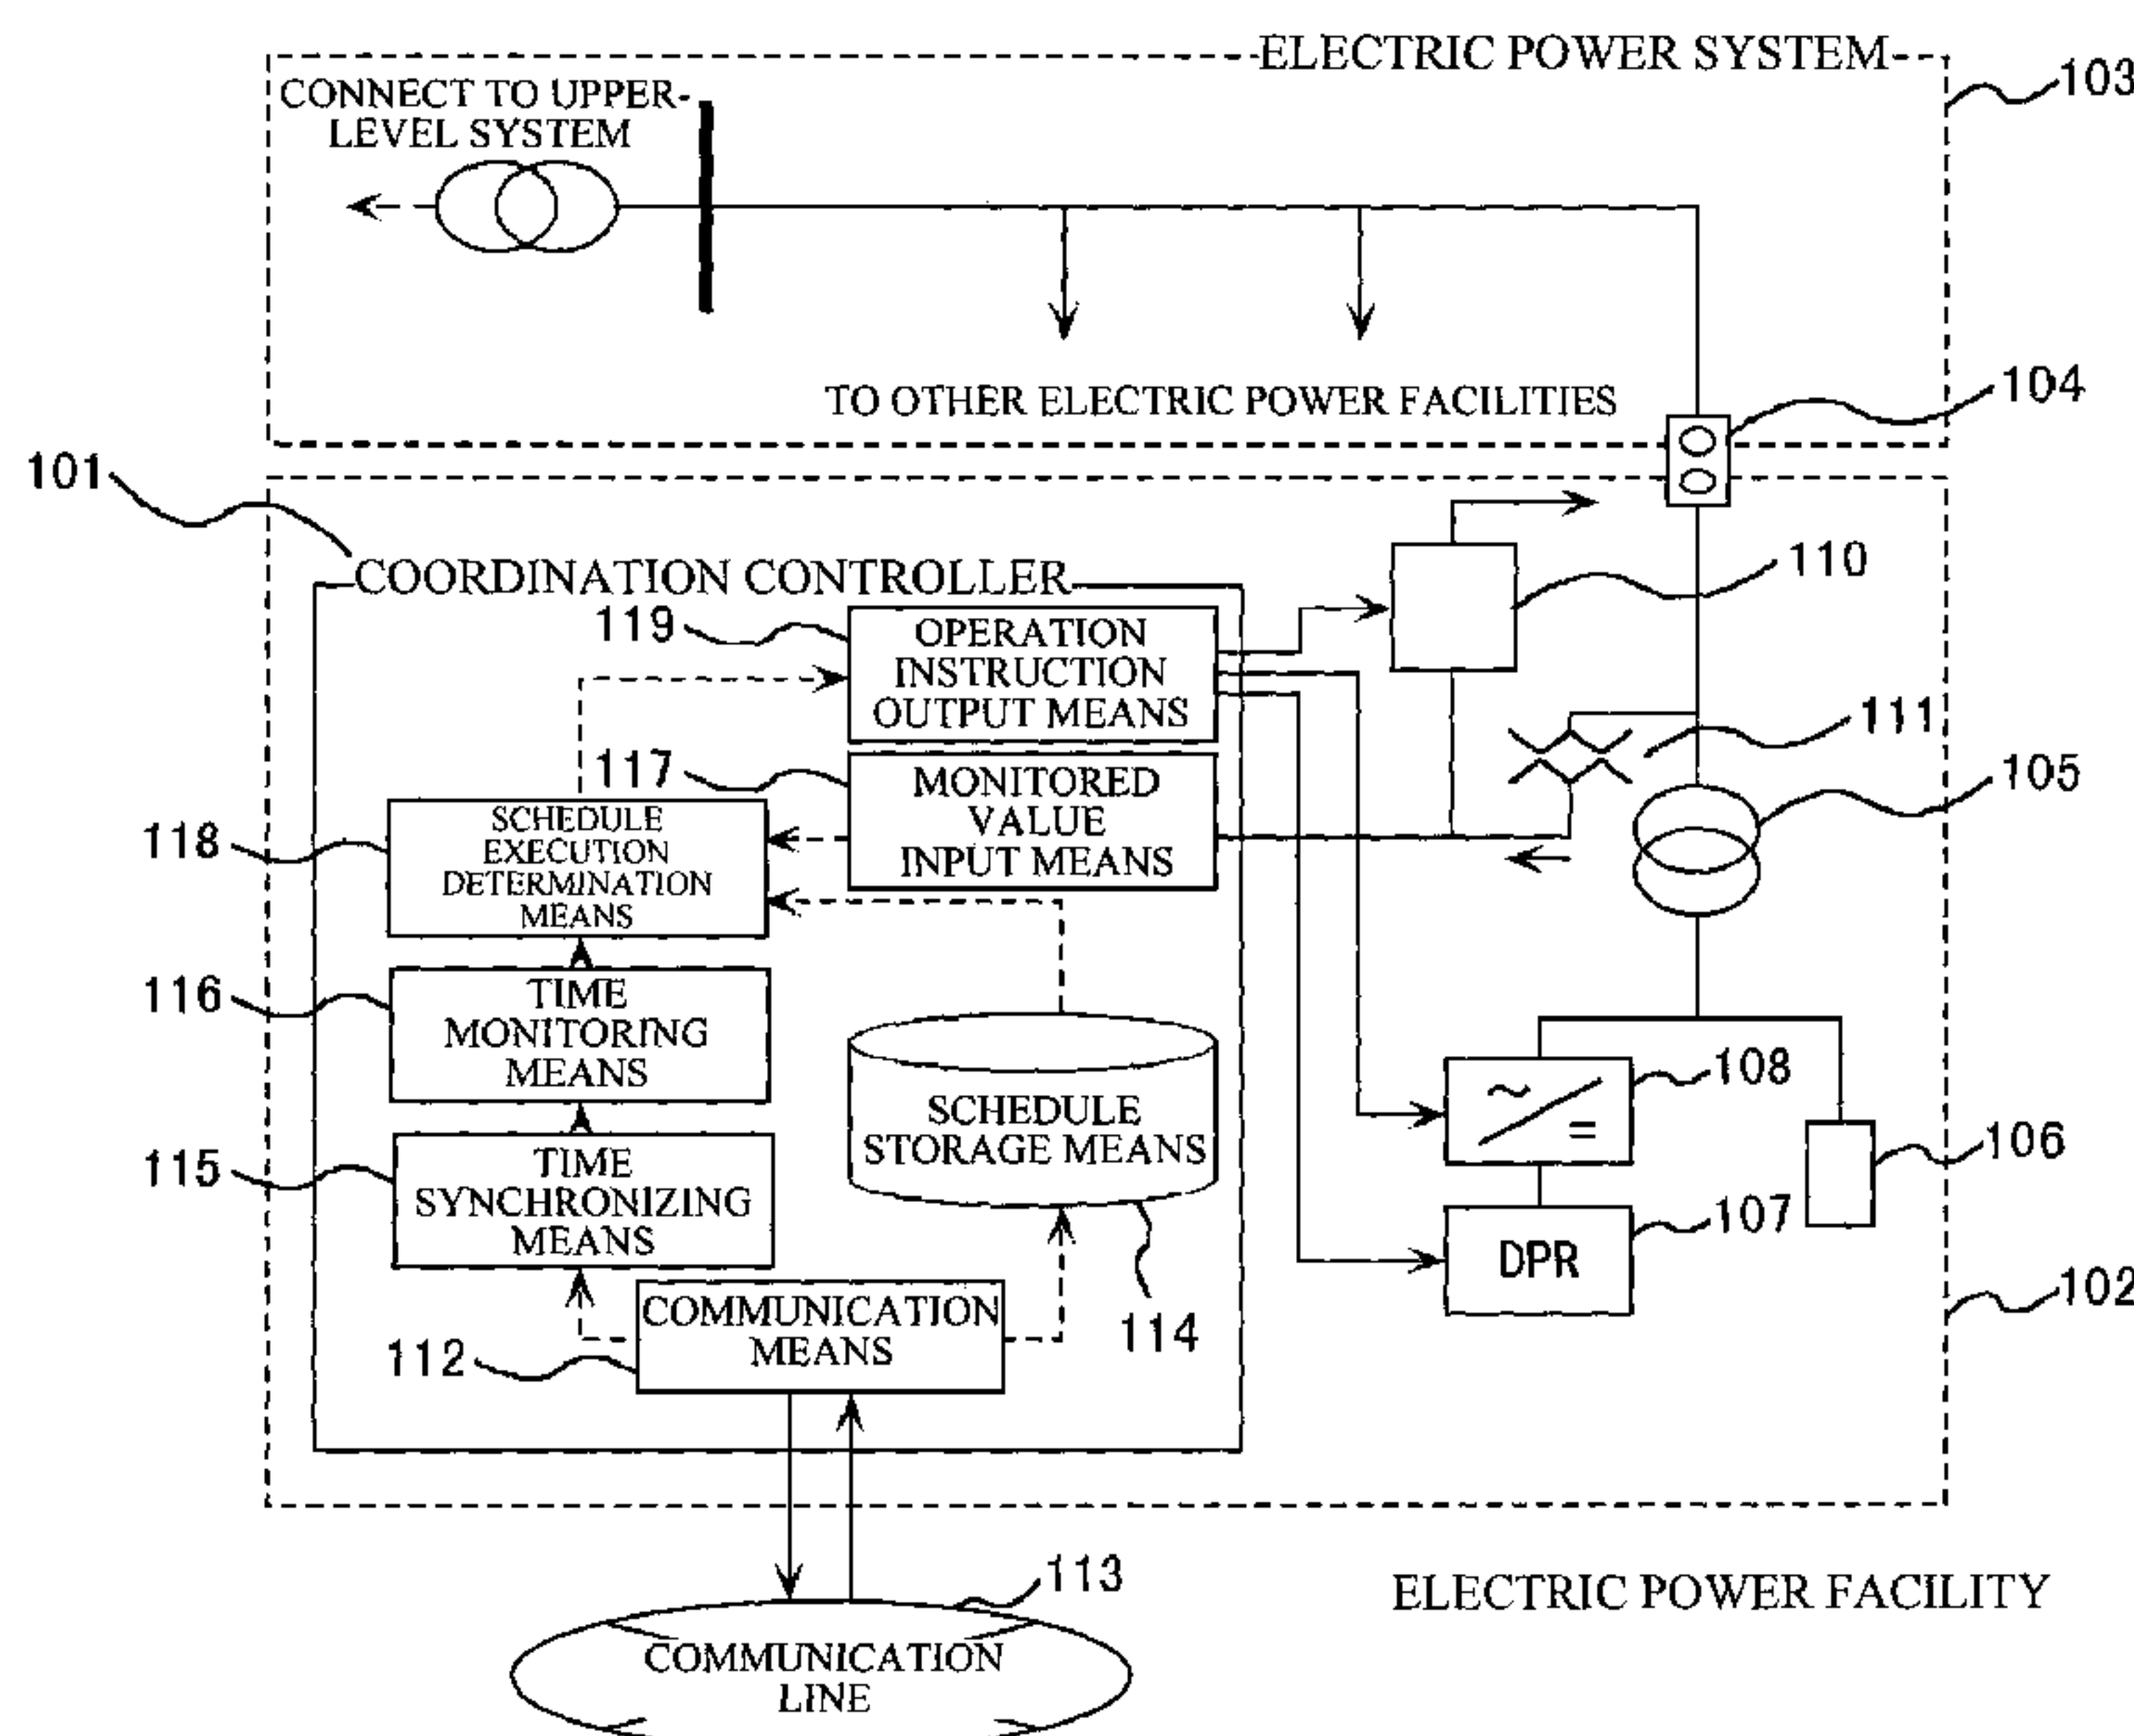 ELECTRIC POWER SYSTEM
103
CONNECT TO UPPER-
LEVEL SYSTEM
TO OTHER ELECTRIC POWER FACILITIES
104
101
COORDINATION CONTROLLER
110
119
OPERATION
INSTRUCTION
OUTPUT MEANS
111
117
MONITORED
VALUE
INPUT MEANS
105
118
SCHEDULE
EXECUTION
DETERMINATION
MEANS
116
TIME
MONITORING
MEANS
108
~
=
SCHEDULE
STORAGE MEANS
106
115
TIME
SYNCHRONIZING
MEANS
107
DPR
102
COMMUNICATION
MEANS
114
112
113
ELECTRIC POWER FACILITY
COMMUNICATION
LINE